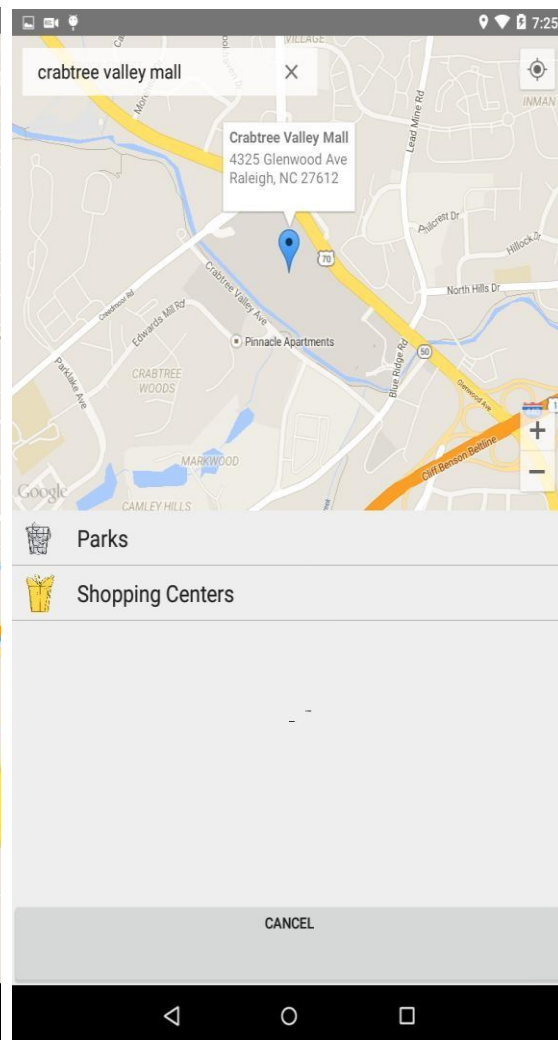 7:25
VILLAGE
crabtree valley mall
INMAN
Lead Mine Rd
Crabtree Valley Mall
4325 Glenwood Ave
Raleigh, NC 27612
Hillcrest Dr
Hillock Dr
70
North Hills Dr
Creedmoor Rd
Crabtree Valley Ave
Edwards Mill Rd
Pinnacle Apartments
50
Blue Ridge Rd
Parklake Ave
CRABTREE
WOODS
Glenwood Ave
+
MARKWOOD
Cliff Benson Beltline
−
Google
CAMLEY HILLS
Parks
Shopping Centers
CANCEL